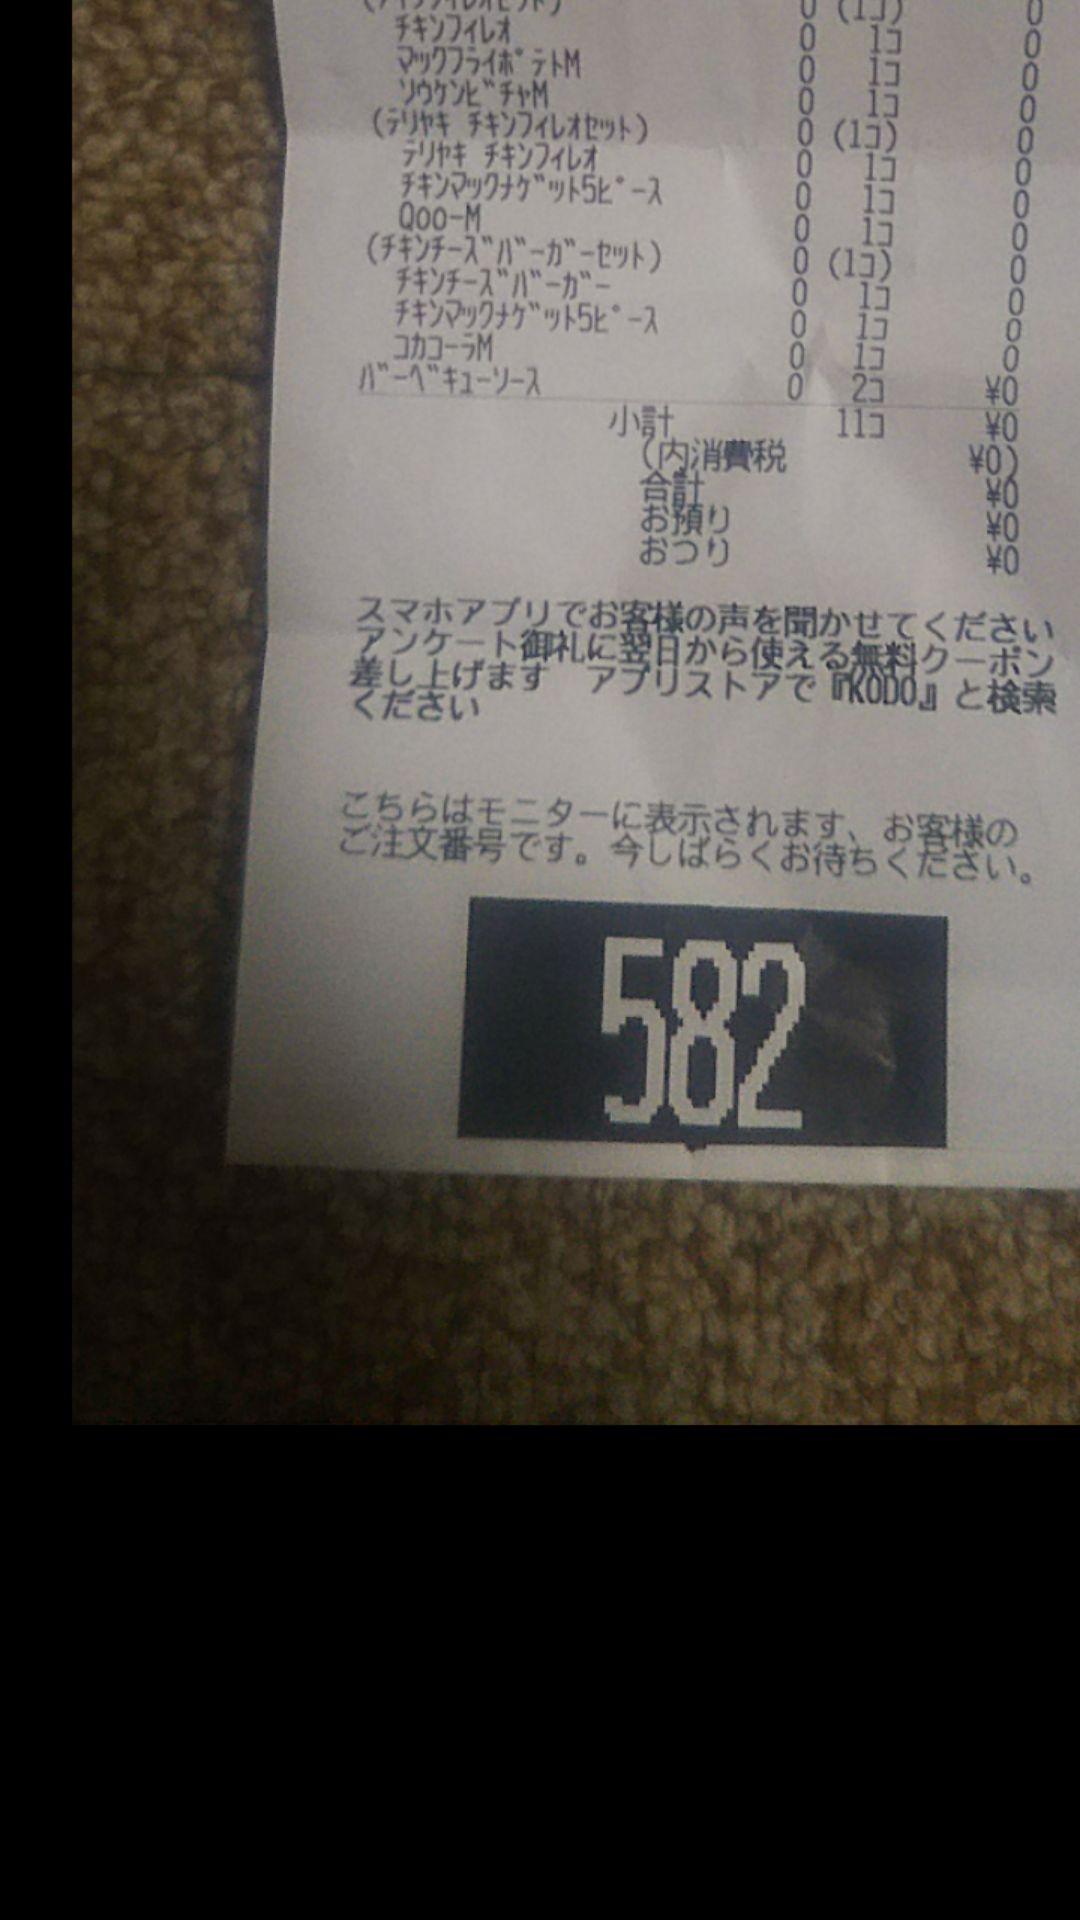 (チキンフィレオセット) 0 (1コ) 0
チキンフィレオ 0 1コ 0
マックフライポテトM 0 1コ 0
ソウケンビチャM 0 1コ 0
(テリヤキ チキンフィレオセット) 0 (1コ) 0
テリヤキ チキンフィレオ 0 1コ 0
チキンマックナゲット5ピース 0 1コ 0
Qoo-M 0 1コ 0
(チキンチーズバーガーセット) 0 (1コ) 0
チキンチーズバーガー 0 1コ 0
チキンマックナゲット5ピース 0 1コ 0
コカコーラM 0 1コ 0
バーベキューソース 0 2コ ¥0
小計 11コ ¥0
(内消費税 ¥0)
合計 ¥0
お預り ¥0
おつり ¥0
スマホアプリでお客様の声を聞かせてください
アンケート御礼に翌日から使える無料クーポン
差し上げます アプリストアで『KODO』と検索
ください
こちらはモニターに表示されます、お客様の
ご注文番号です。今しばらくお待ちください。
582